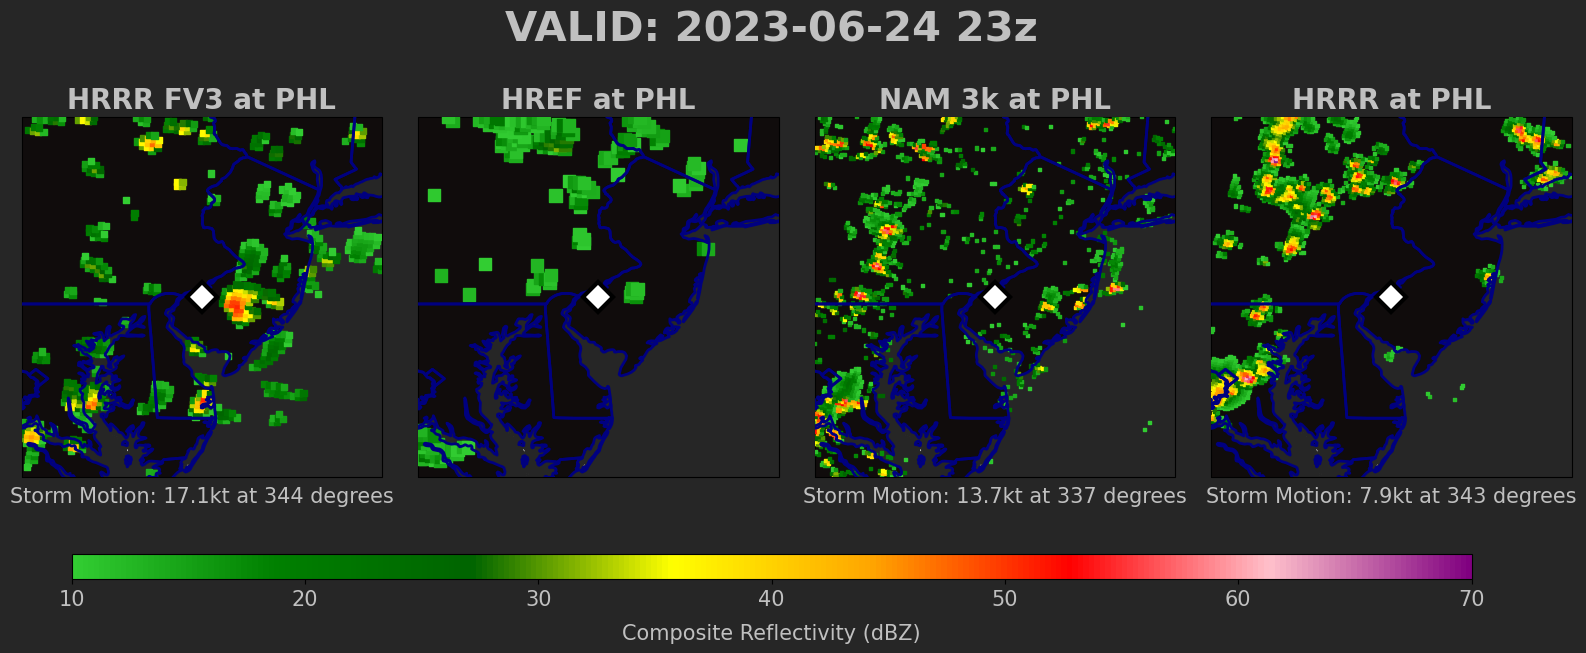 VALID: 2023-06-24 23z
HRRR FV3 at PHL
HREF at PHL
NAM 3k at PHL
HRRR at PHL
Storm Motion: 17.1kt at 344 degrees
Storm Motion: 13.7kt at 337 degrees
Storm Motion: 7.9kt at 343 degrees
10 20 30 40 50 60 70
Composite Reflectivity (dBZ)